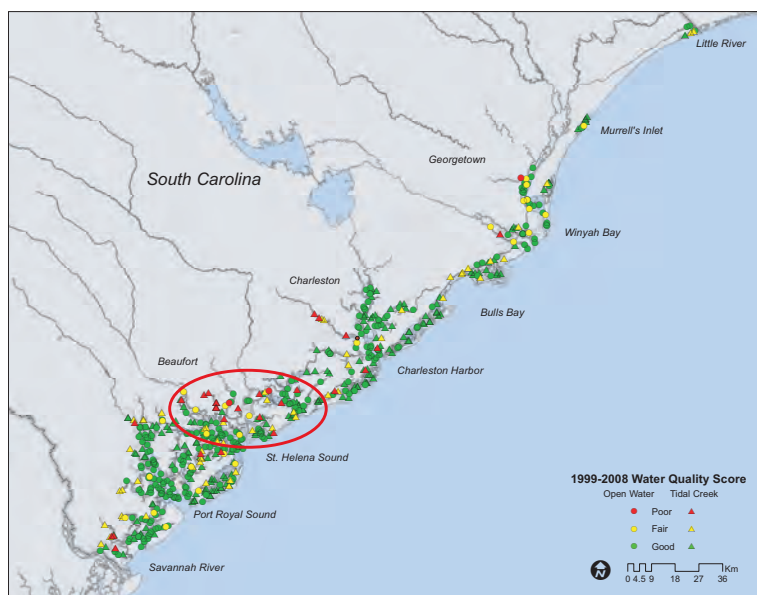 Little River
Murrell's Inlet
Georgetown
South Carolina
Winyah Bay
Charleston
Bulls Bay
Beaufort
Charleston Harbor
St. Helena Sound
1999-2008 Water Quality Score
Open Water Tidal Creek
Poor
Fair
Good
Port Royal Sound
Savannah River
N
Km
0 4.5 9 18 27 36